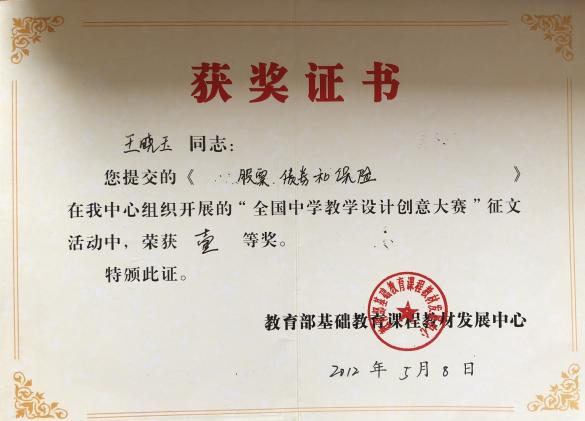 获奖证书
王晓玉 同志：
您提交的《 股票、债券和保险 》
在我中心组织开展的“全国中学教学设计创意大赛”征文
活动中，荣获 壹 等奖。
特颁此证。
教育部基础教育课程教材发展中心
2012 年 5 月 8 日